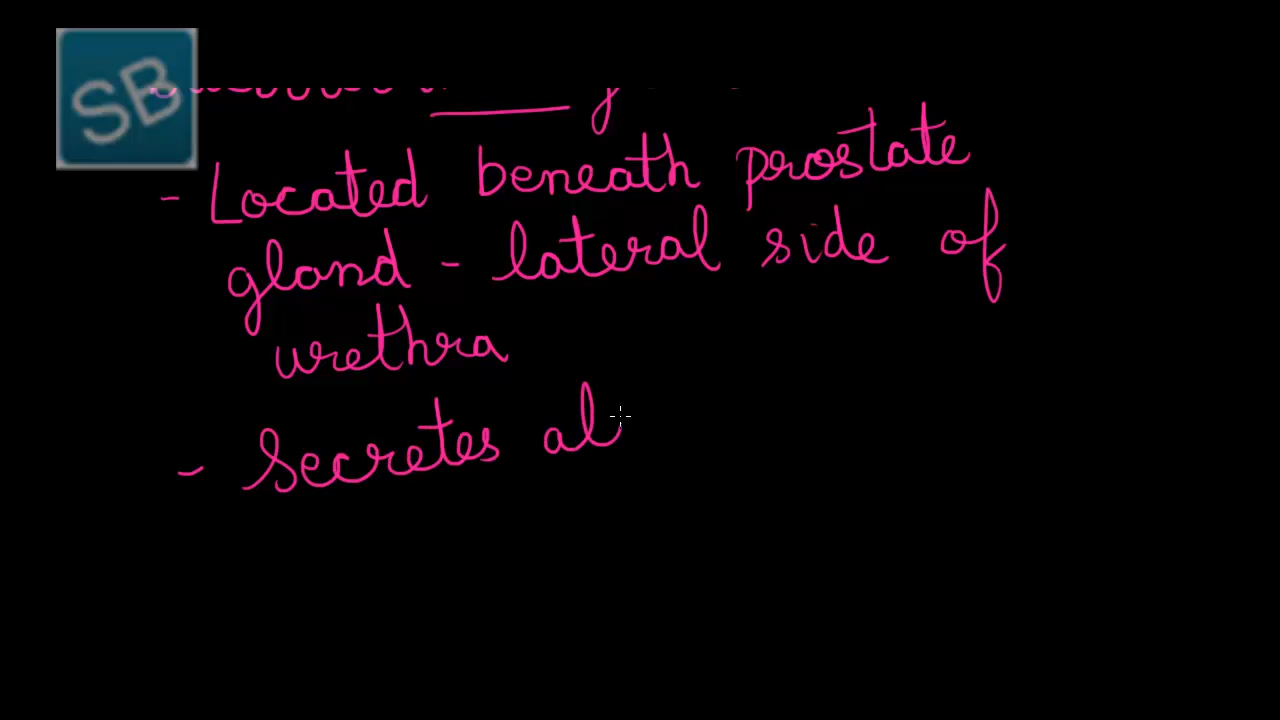 SB
- Located beneath prostate
gland - lateral side of
urethra
- Secretes al